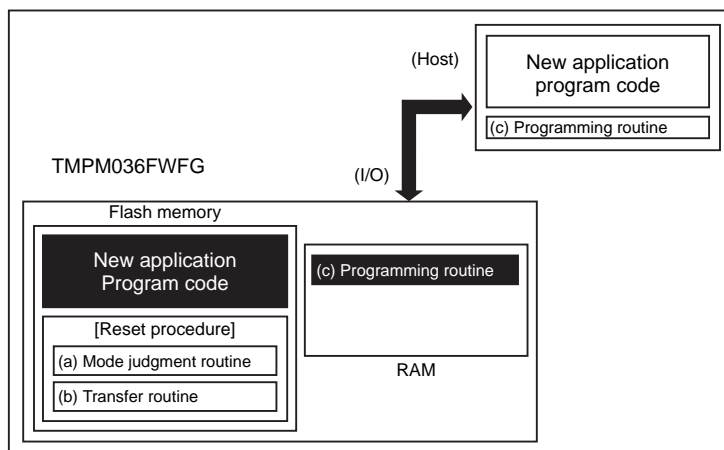 (Host)
New application
program code
(c) Programming routine
TMPM036FWFG
(I/O)
Flash memory
New application
Program code
(c) Programming routine
[Reset procedure]
(a) Mode judgment routine
(b) Transfer routine
RAM